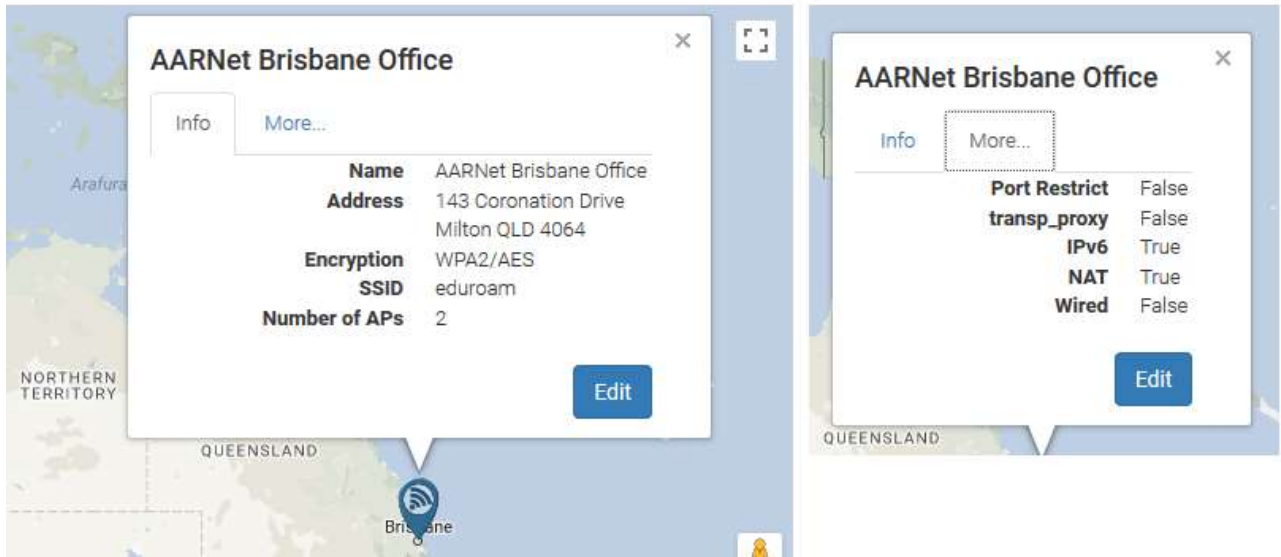 AARNet Brisbane Office
×
Info
More...
Name AARNet Brisbane Office
Address 143 Coronation Drive
Milton QLD 4064
Encryption WPA2/AES
SSID eduroam
Number of APs 2
Edit
Arafura
NORTHERN
TERRITORY
QUEENSLAND
Brisbane
AARNet Brisbane Office
×
Info
More...
Port Restrict False
transp_proxy False
IPv6 True
NAT True
Wired False
Edit
QUEENSLAND